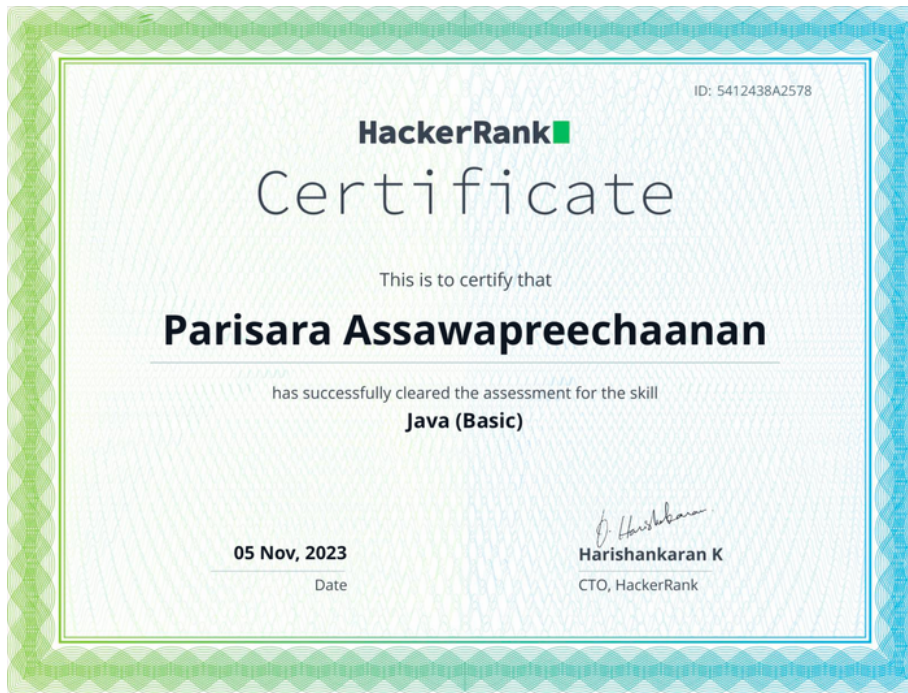 ID: 5412438A2578
HackerRank
Certificate
This is to certify that
Parisara Assawapreechaanan
has successfully cleared the assessment for the skill
Java (Basic)
05 Nov, 2023
Date
Harishankaran K
CTO, HackerRank